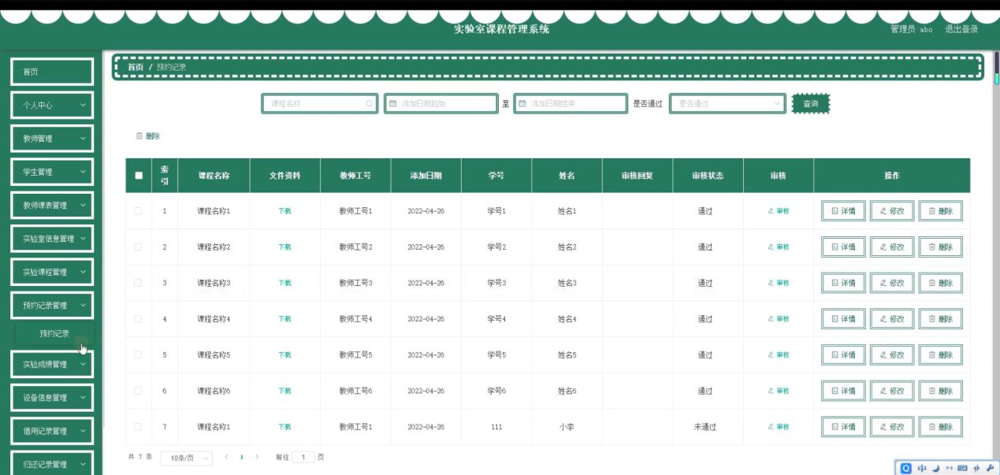 实验室课程管理系统
管理员 abo 退出登录
首页
个人中心
教师管理
学生管理
教师课表管理
实验室信息管理
实验课程管理
预约记录管理
预约记录
实验成绩管理
设备信息管理
借用记录管理
归还记录管理
首页 / 预约记录
课程名称 添加日期起始 至 添加日期结束 是否通过 是否通过 查询
删除
索引 课程名称 文件资料 教师工号 添加日期 学号 姓名 审核回复 审核状态 审核 操作
1 课程名称1 下载 教师工号1 2022-04-26 学号1 姓名1 通过 审核 详情 修改 删除
2 课程名称2 下载 教师工号2 2022-04-26 学号2 姓名2 通过 审核 详情 修改 删除
3 课程名称3 下载 教师工号3 2022-04-26 学号3 姓名3 通过 审核 详情 修改 删除
4 课程名称4 下载 教师工号4 2022-04-26 学号4 姓名4 通过 审核 详情 修改 删除
5 课程名称5 下载 教师工号5 2022-04-26 学号5 姓名5 通过 审核 详情 修改 删除
6 课程名称6 下载 教师工号6 2022-04-26 学号6 姓名6 通过 审核 详情 修改 删除
7 课程名称1 下载 教师工号1 2022-04-26 111 小李 未通过 审核 详情 修改 删除
共 7 条 10条/页 1 前往 1 页
中